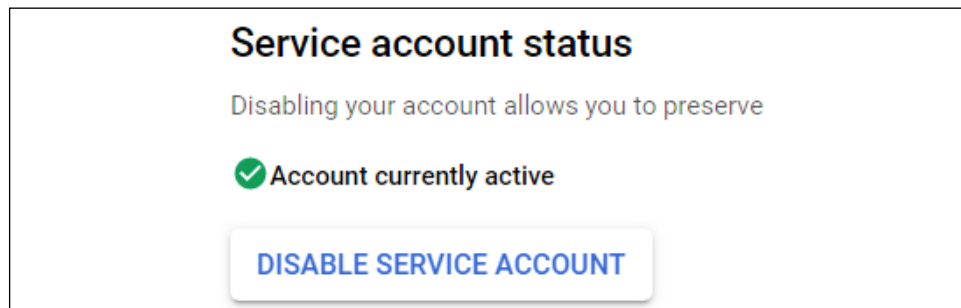 Service account status
Disabling your account allows you to preserve
Account currently active
DISABLE SERVICE ACCOUNT